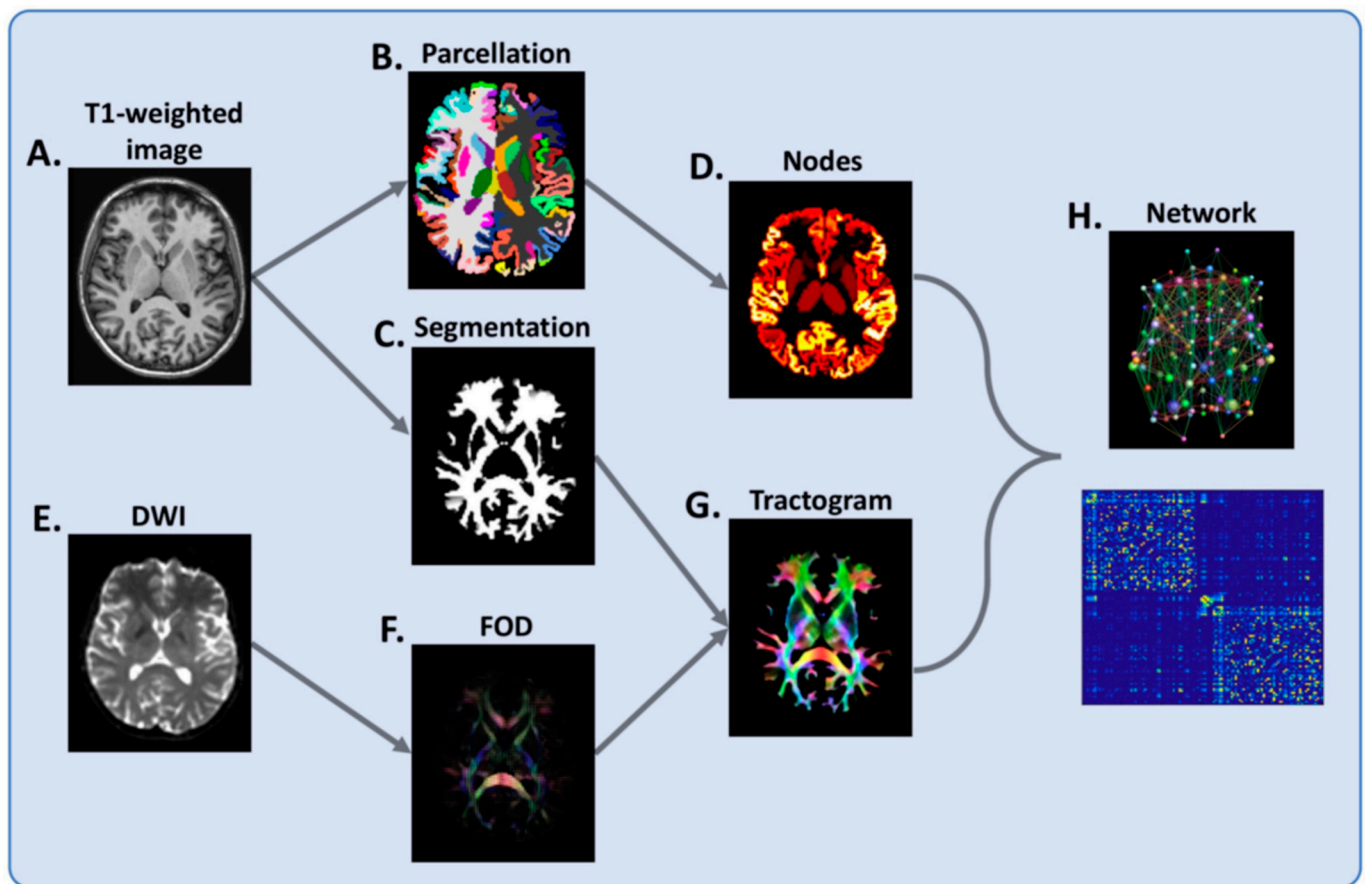 A.
T1-weighted
image
B.
Parcellation
C.
Segmentation
D.
Nodes
E.
DWI
F.
FOD
G.
Tractogram
H.
Network